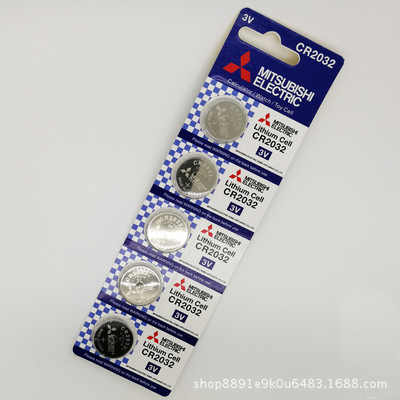 3V
CR2032
MITSUBISHI
ELECTRIC
Calculator / Watch / Toy Cell
MITSUBISHI
ELECTRIC
Lithium Cell
CR2032
3V
MITSUBISHI
ELECTRIC
Lithium Cell
CR2032
3V
MITSUBISHI
ELECTRIC
Lithium Cell
CR2032
3V
MITSUBISHI
ELECTRIC
Lithium Cell
CR2032
3V
MITSUBISHI
ELECTRIC
Lithium Cell
CR2032
3V
shop8891e9k0u6483.1688.com